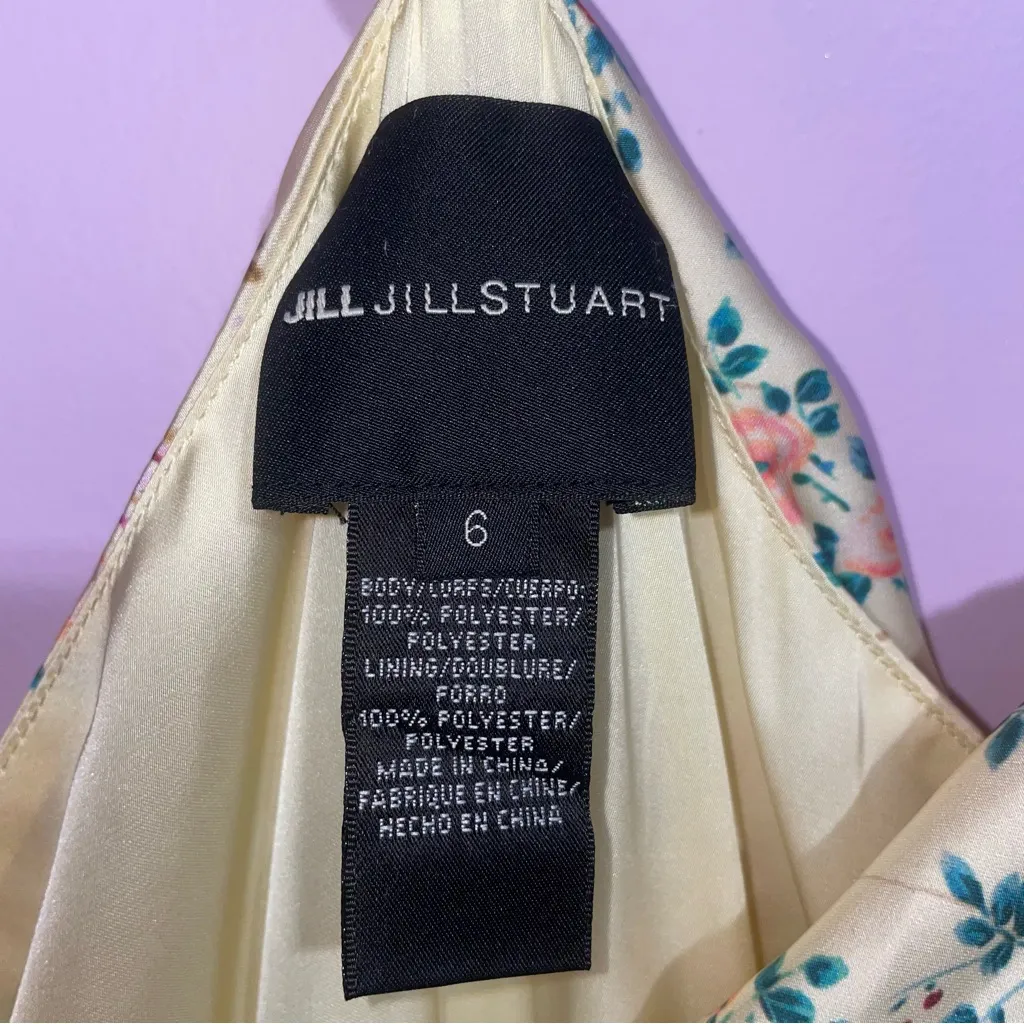 JILL JILLSTUART
6
BODY/CORPS/CUERPO:
100% POLYESTER/
POLYESTER
LINING/DOUBLURE/
FORRO
100% POLYESTER/
POLYESTER
MADE IN CHINA/
FABRIQUE EN CHINE/
HECHO EN CHINA